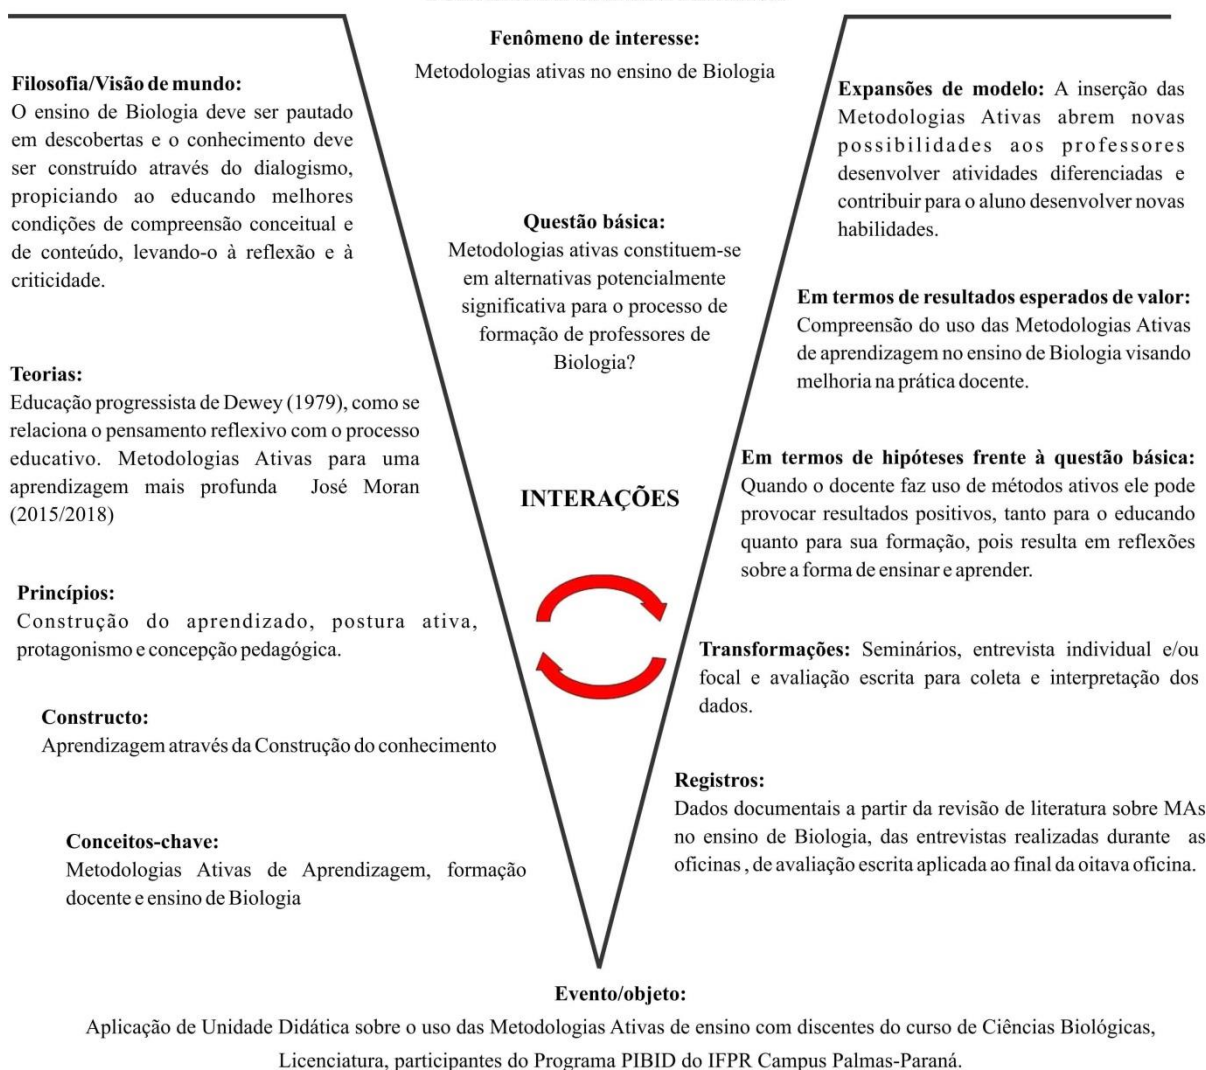 Fenômeno de interesse:
Metodologias ativas no ensino de Biologia
Filosofia/Visão de mundo:
O ensino de Biologia deve ser pautado
em descobertas e o conhecimento deve
ser construído através do dialogismo,
propiciando ao educando melhores
condições de compreensão conceitual e
de conteúdo, levando-o à reflexão e à
criticidade.
Teorias:
Educação progressista de Dewey (1979), como se
relaciona o pensamento reflexivo com o processo
educativo. Metodologias Ativas para uma
aprendizagem mais profunda José Moran
(2015/2018)
Princípios:
Construção do aprendizado, postura ativa,
protagonismo e concepção pedagógica.
Constructo:
Aprendizagem através da Construção do conhecimento
Conceitos-chave:
Metodologias Ativas de Aprendizagem, formação
docente e ensino de Biologia
Questão básica:
Metodologias ativas constituem-se
em alternativas potencialmente
significativa para o processo de
formação de professores de
Biologia?
INTERAÇÕES
Expansões de modelo: A inserção das
Metodologias Ativas abrem novas
possibilidades aos professores
desenvolver atividades diferenciadas e
contribuir para o aluno desenvolver novas
habilidades.
Em termos de resultados esperados de valor:
Compreensão do uso das Metodologias Ativas
de aprendizagem no ensino de Biologia visando
melhoria na prática docente.
Em termos de hipóteses frente à questão básica:
Quando o docente faz uso de métodos ativos ele pode
provocar resultados positivos, tanto para o educando
quanto para sua formação, pois resulta em reflexões
sobre a forma de ensinar e aprender.
Transformações: Seminários, entrevista individual e/ou
focal e avaliação escrita para coleta e interpretação dos
dados.
Registros:
Dados documentais a partir da revisão de literatura sobre MAs
no ensino de Biologia, das entrevistas realizadas durante as
oficinas , de avaliação escrita aplicada ao final da oitava oficina.
Evento/objeto:
Aplicação de Unidade Didática sobre o uso das Metodologias Ativas de ensino com discentes do curso de Ciências Biológicas,
Licenciatura, participantes do Programa PIBID do IFPR Campus Palmas-Paraná.